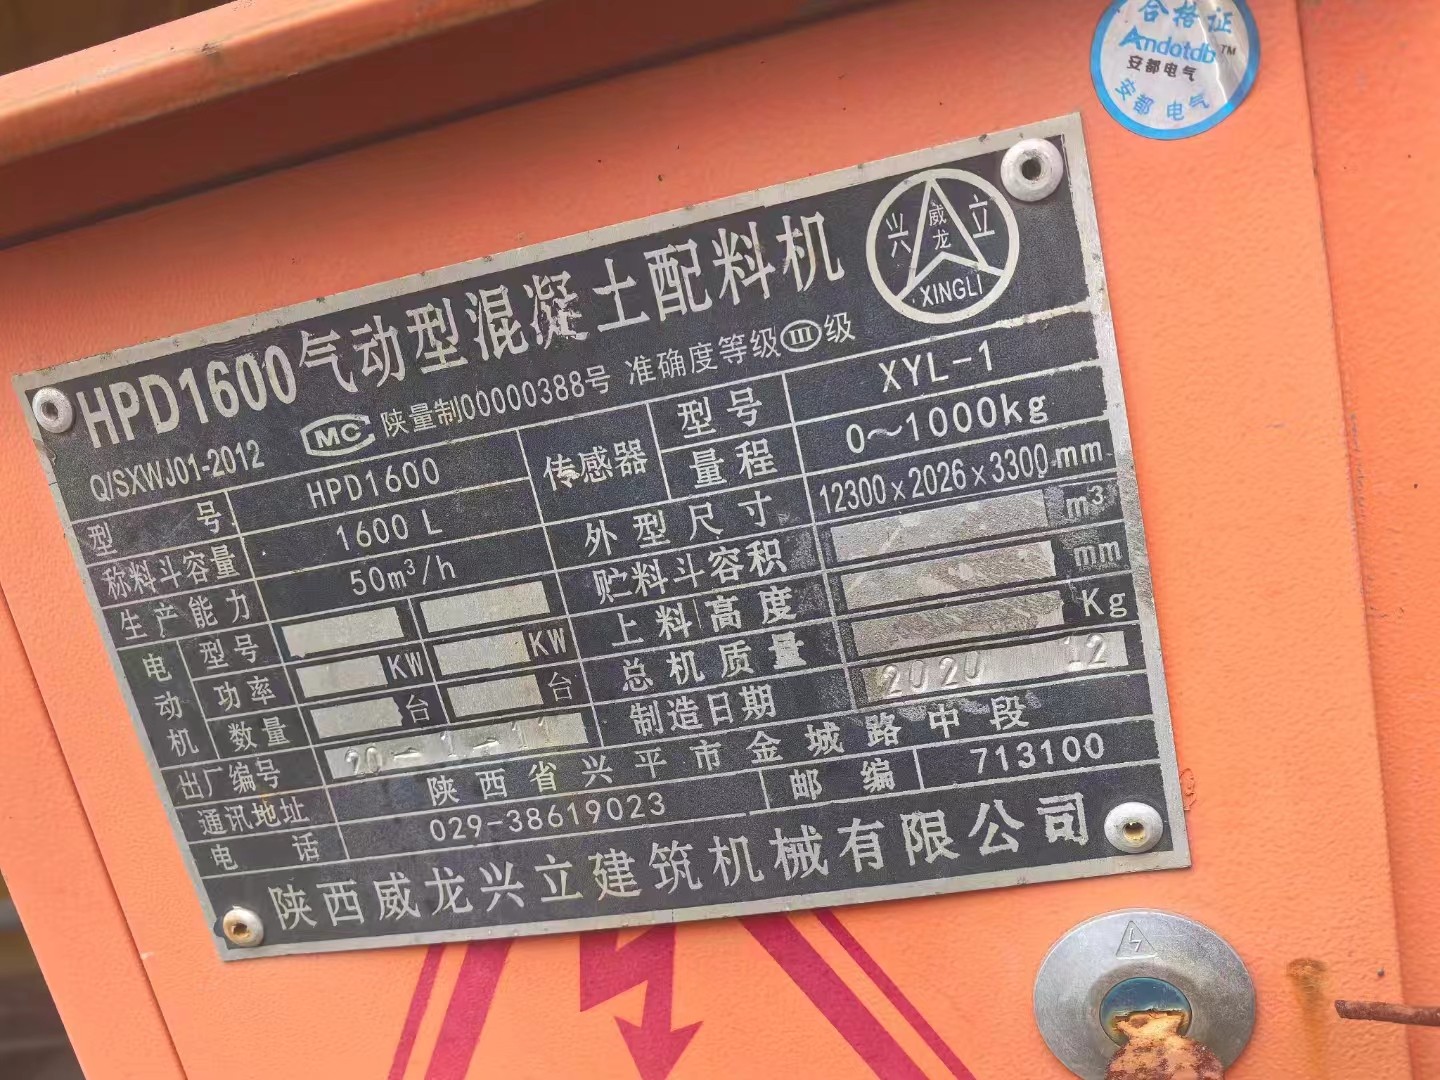 合格证
Andatdb™
安都电气
安都电气
兴威龙立
XINGLI
HPD1600气动型混凝土配料机
Q/SXWJ01-2012 MC 陕量制00000388号 准确度等级Ⅲ级
型号 HPD1600 传感器 型号 XYL-1
称料斗容量 1600 L 量程 0～1000kg
生产能力 50m³/h 外型尺寸 12300×2026×3300 mm
电动机 型号 贮料斗容积 m³
功率 KW KW 上料高度 mm
数量 台 台 总机质量 Kg
出厂编号 20-1-11 制造日期 2020 12
通讯地址 陕西省兴平市金城路中段
电话 029-38619023 邮编 713100
陕西威龙兴立建筑机械有限公司